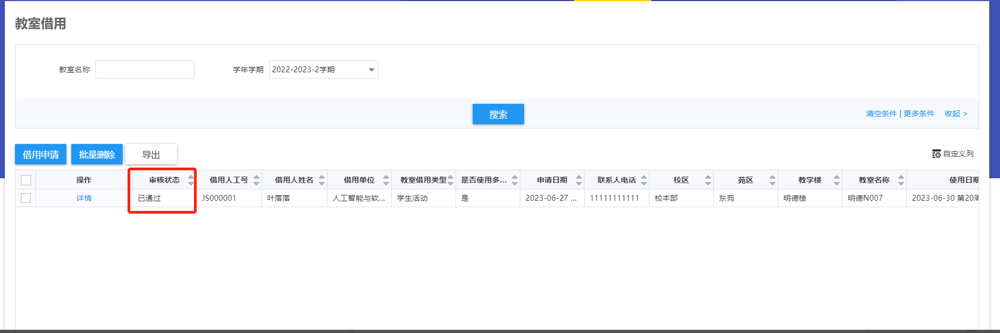 教室借用
教室名称 学年学期 2022-2023-2学期
搜索 清空条件 | 更多条件 收起 >
借用申请 批量删除 导出 自定义列
操作 审核状态 借用人工号 借用人姓名 借用单位 教室借用类型 是否使用多... 申请日期 联系人电话 校区 苑区 教学楼 教室名称 使用日期
详情 已通过 JS000001 叶落落 人工智能与软... 学生活动 是 2023-06-27 ... 11111111111 校本部 东苑 明德楼 明德N007 2023-06-30 第20周